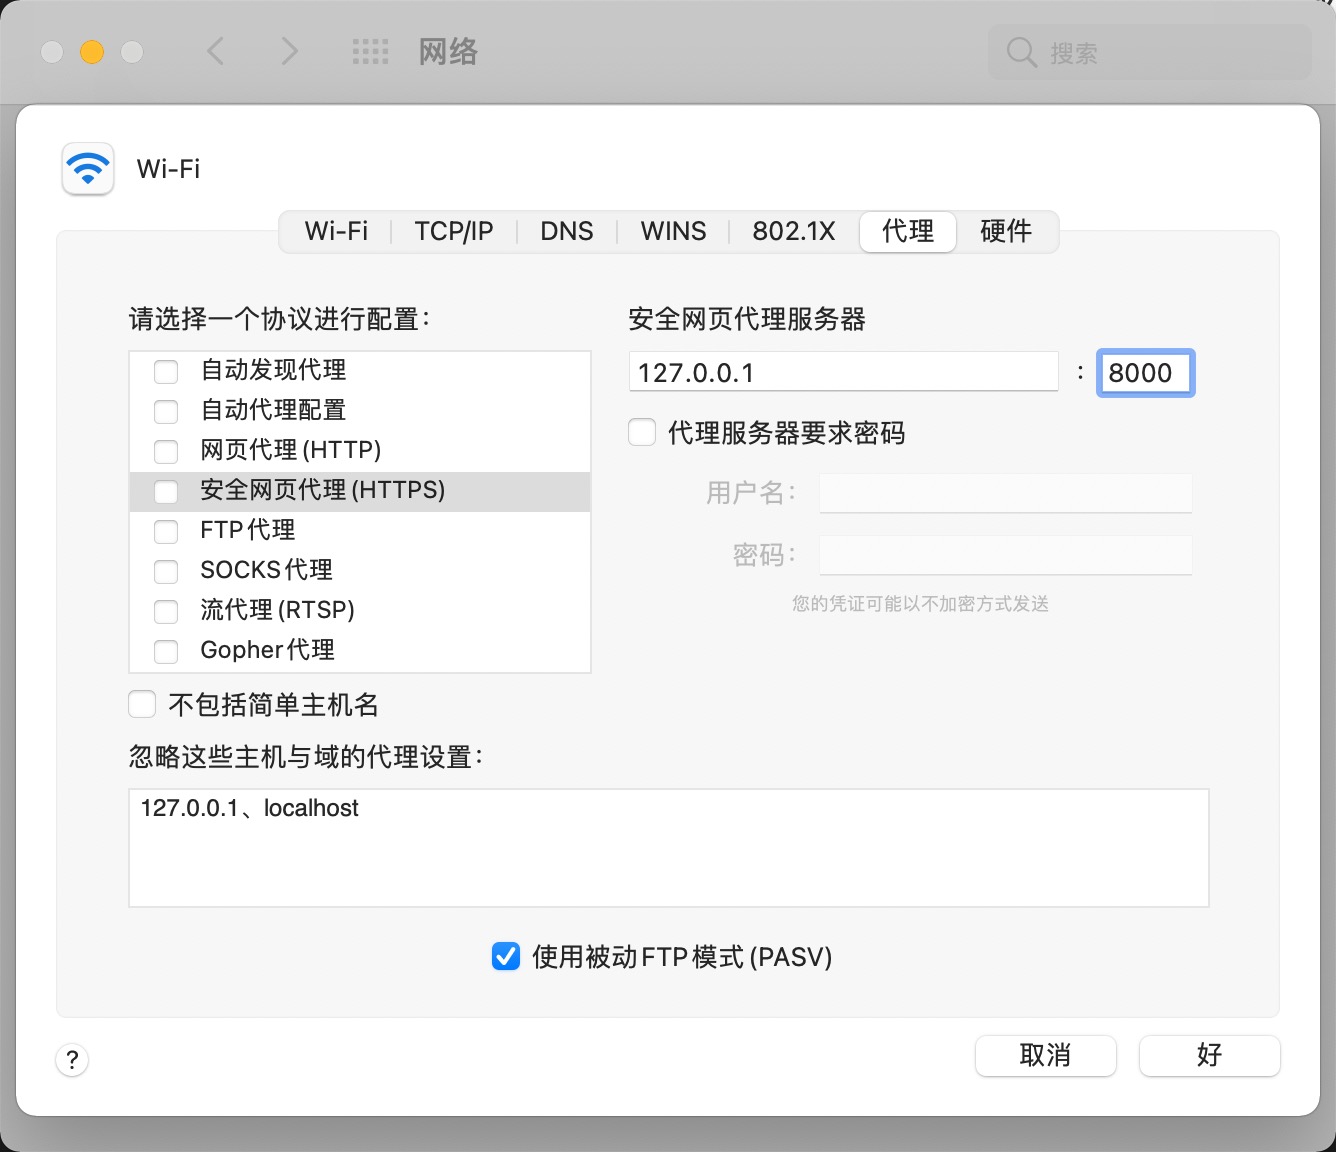 网络
搜索
Wi-Fi
Wi-Fi TCP/IP DNS WINS 802.1X 代理 硬件
请选择一个协议进行配置：
自动发现代理
自动代理配置
网页代理(HTTP)
安全网页代理(HTTPS)
FTP代理
SOCKS代理
流代理(RTSP)
Gopher代理
不包括简单主机名
安全网页代理服务器
127.0.0.1 : 8000
代理服务器要求密码
用户名：
密码：
您的凭证可能以不加密方式发送
忽略这些主机与域的代理设置：
127.0.0.1、localhost
使用被动FTP模式(PASV)
? 取消 好